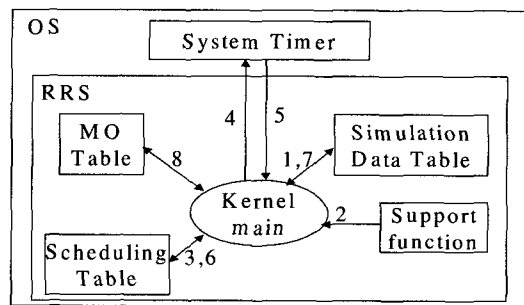 OS
System Timer
RRS
4
5
MO
Table
8
1,7
Simulation
Data Table
Kernel
main
2
Support
function
Scheduling
Table
3,6